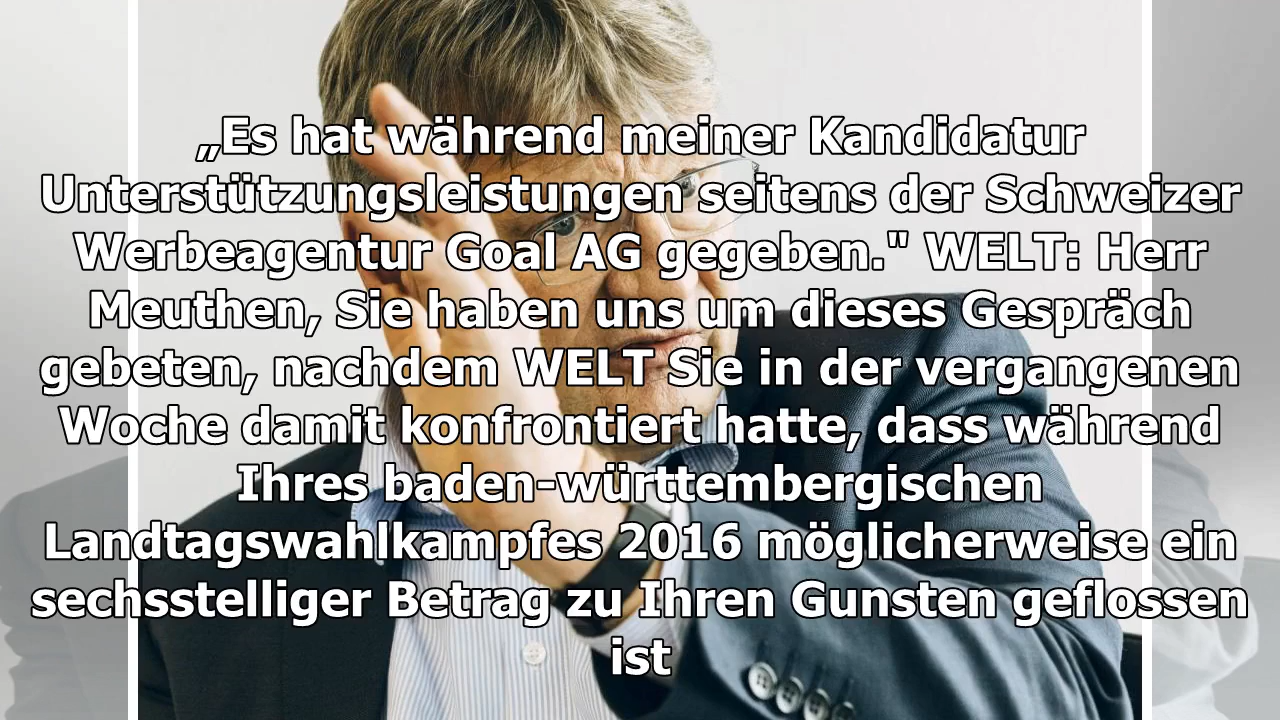 „Es hat während meiner Kandidatur
Unterstützungsleistungen seitens der Schweizer
Werbeagentur Goal AG gegeben." WELT: Herr
Meuthen, Sie haben uns um dieses Gespräch
gebeten, nachdem WELT Sie in der vergangenen
Woche damit konfrontiert hatte, dass während
Ihres baden-württembergischen
Landtagswahlkampfes 2016 möglicherweise ein
sechsstelliger Betrag zu Ihren Gunsten geflossen
ist